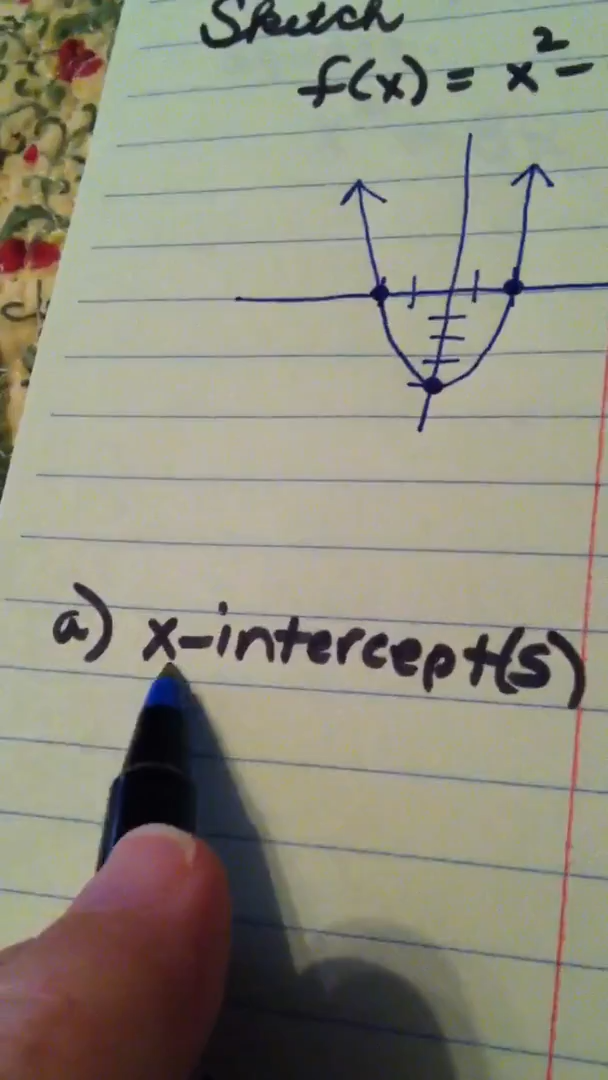 Sketch
f(x) = x² –
a) x-intercept(s)